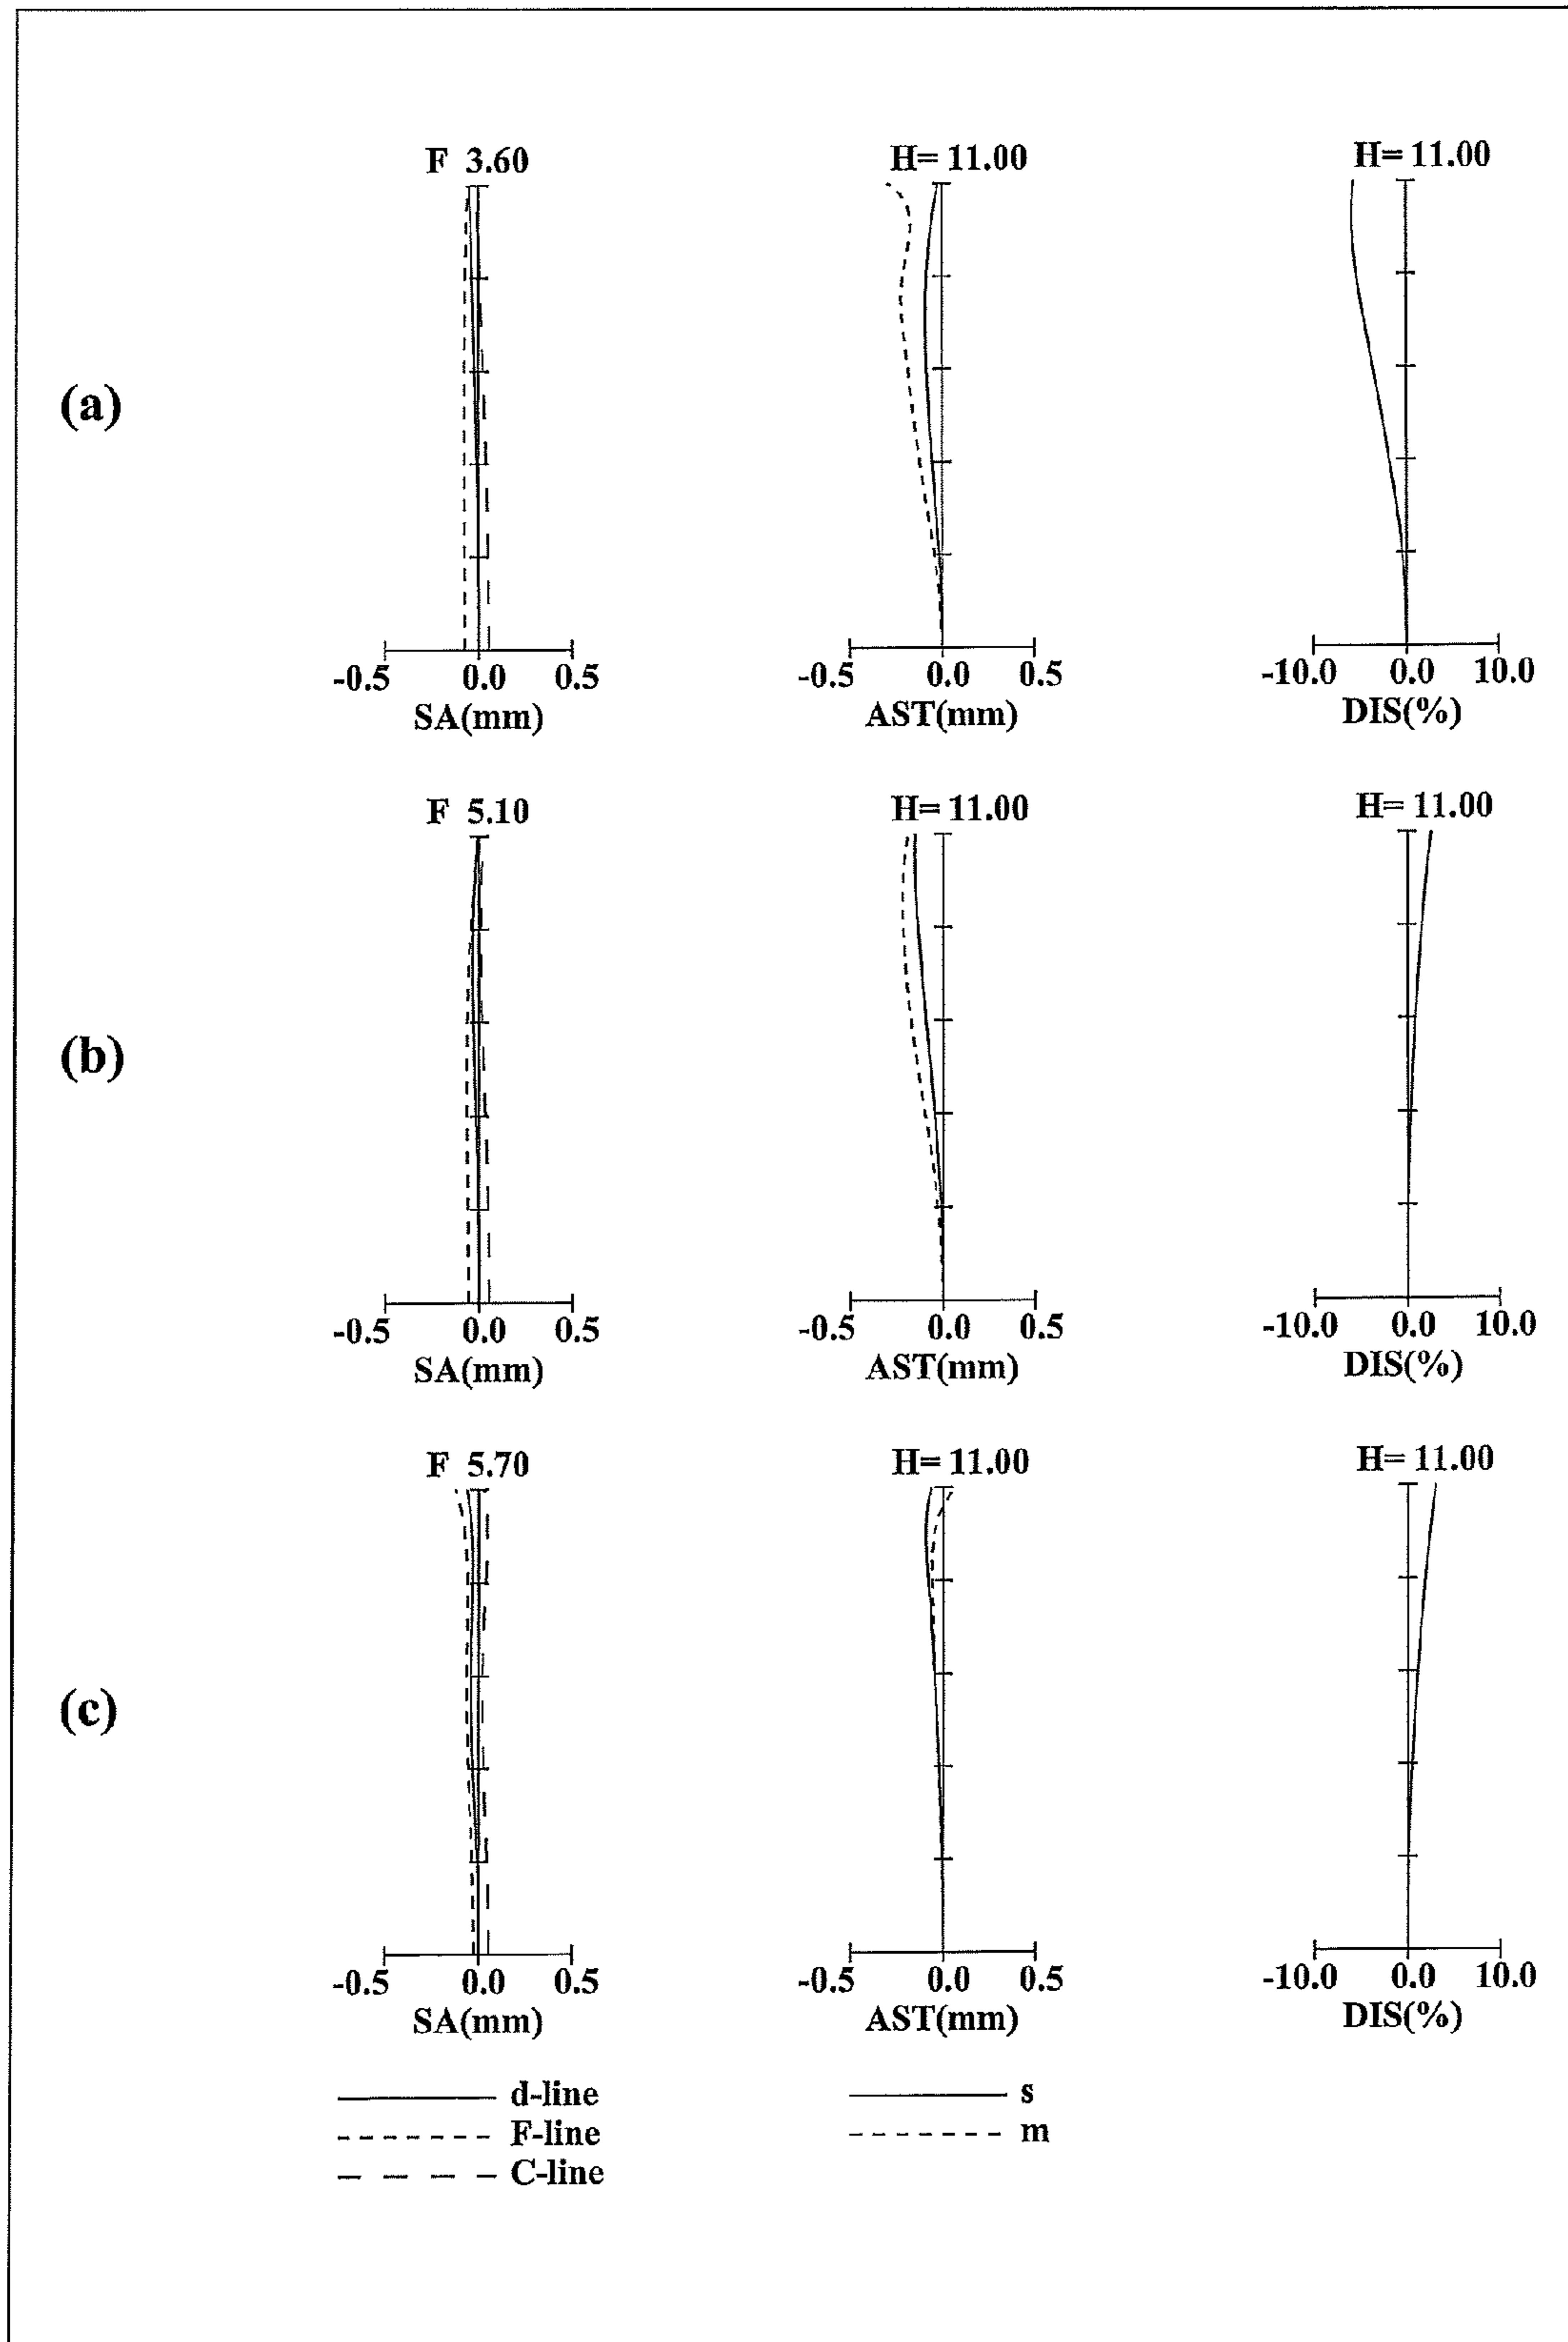 F 3.60
H= 11.00
H= 11.00
(a)
-0.5 0.0 0.5
SA(mm)
-0.5 0.0 0.5
AST(mm)
-10.0 0.0 10.0
DIS(%)
F 5.10
H= 11.00
H= 11.00
(b)
-0.5 0.0 0.5
SA(mm)
-0.5 0.0 0.5
AST(mm)
-10.0 0.0 10.0
DIS(%)
F 5.70
H= 11.00
H= 11.00
(c)
-0.5 0.0 0.5
SA(mm)
-0.5 0.0 0.5
AST(mm)
-10.0 0.0 10.0
DIS(%)
d-line
F-line
C-line
s
m